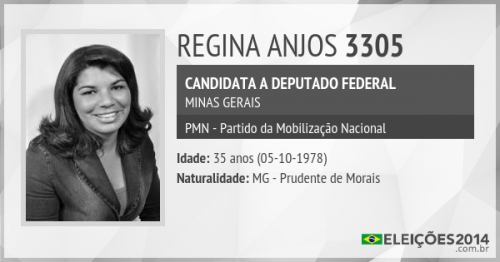 REGINA ANJOS 3305
CANDIDATA A DEPUTADO FEDERAL
MINAS GERAIS
PMN - Partido da Mobilização Nacional
Idade: 35 anos (05-10-1978)
Naturalidade: MG - Prudente de Morais
ELEIÇÕES2014
.com.br